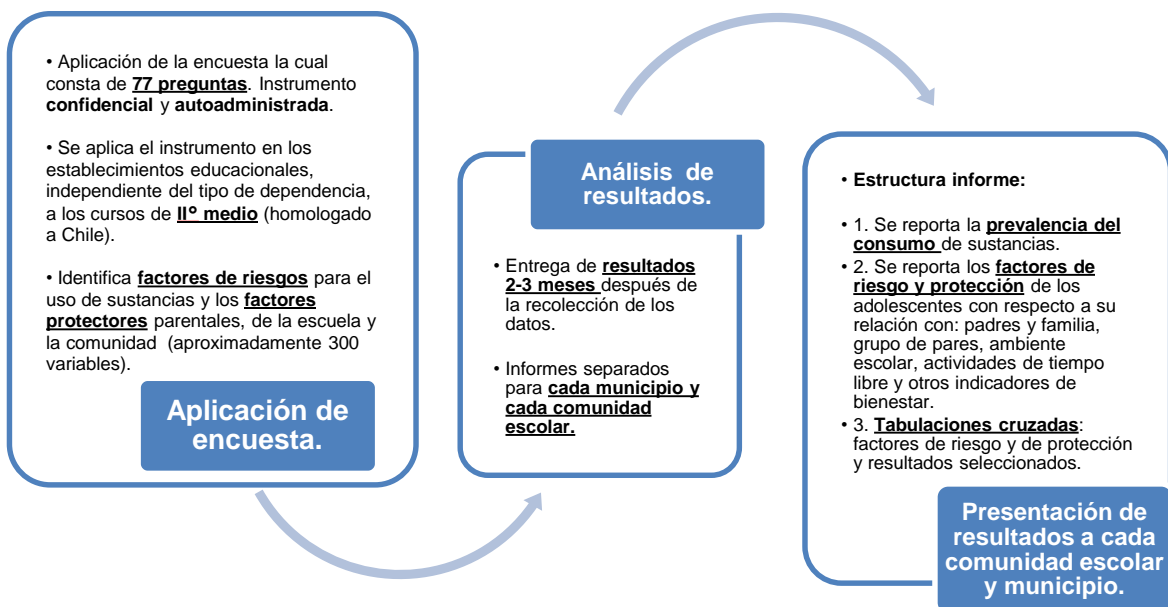 • Aplicación de la encuesta la cual
consta de 77 preguntas. Instrumento
confidencial y autoadministrada.
• Se aplica el instrumento en los
establecimientos educacionales,
independiente del tipo de dependencia,
a los cursos de IIº medio (homologado
a Chile).
• Identifica factores de riesgos para el
uso de sustancias y los factores
protectores parentales, de la escuela y
la comunidad (aproximadamente 300
variables).
Aplicación de
encuesta.
Análisis de
resultados.
• Entrega de resultados
2-3 meses después de
la recolección de los
datos.
• Informes separados
para cada municipio y
cada comunidad
escolar.
• Estructura informe:
• 1. Se reporta la prevalencia del
consumo de sustancias.
• 2. Se reporta los factores de
riesgo y protección de los
adolescentes con respecto a su
relación con: padres y familia,
grupo de pares, ambiente
escolar, actividades de tiempo
libre y otros indicadores de
bienestar.
• 3. Tabulaciones cruzadas:
factores de riesgo y de protección
y resultados seleccionados.
Presentación de
resultados a cada
comunidad escolar
y municipio.